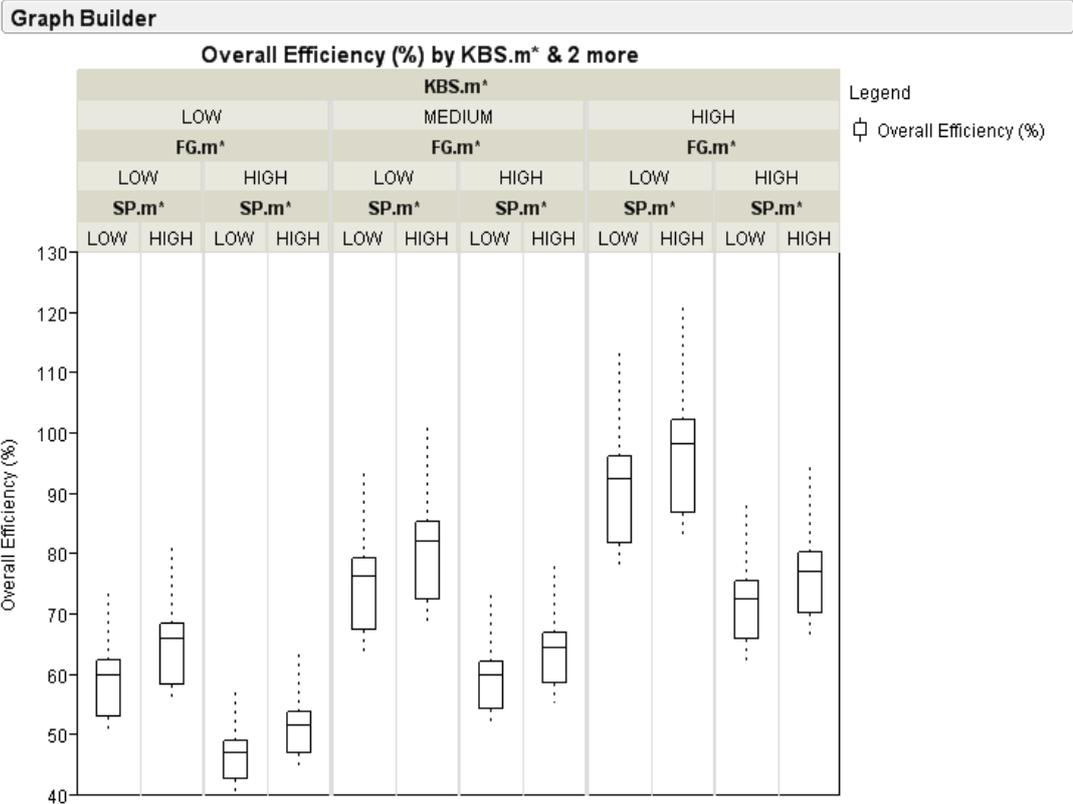 Graph Builder
Overall Efficiency (%) by KBS.m* & 2 more
KBS.m*
LOW MEDIUM HIGH
FG.m* FG.m* FG.m*
LOW HIGH LOW HIGH LOW HIGH
SP.m* SP.m* SP.m* SP.m* SP.m* SP.m*
LOW HIGH LOW HIGH LOW HIGH LOW HIGH LOW HIGH LOW HIGH
Legend
Overall Efficiency (%)
130
120
110
100
90
80
70
60
50
40
Overall Efficiency (%)